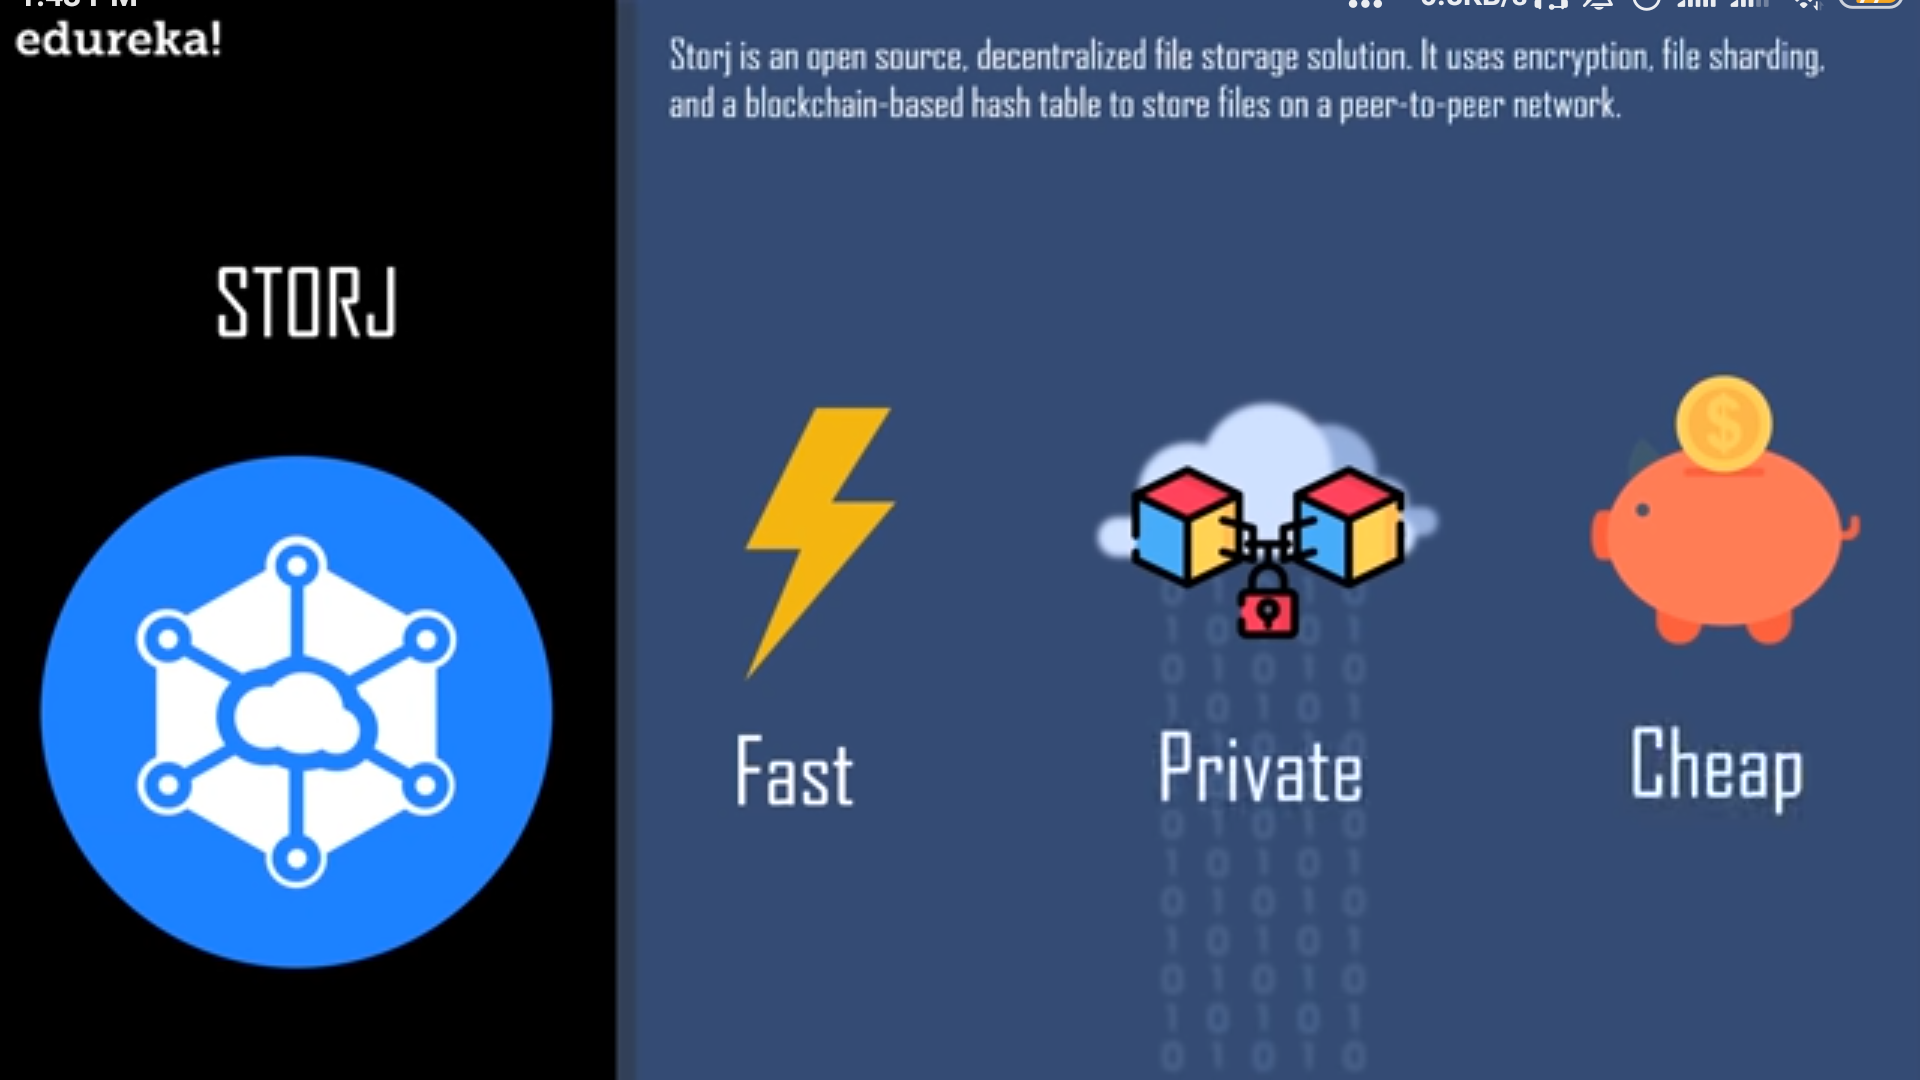 edureka!
Storj is an open source, decentralized file storage solution. It uses encryption, file sharding,
and a blockchain-based hash table to store files on a peer-to-peer network.
STORJ
$
Fast
Private
Cheap